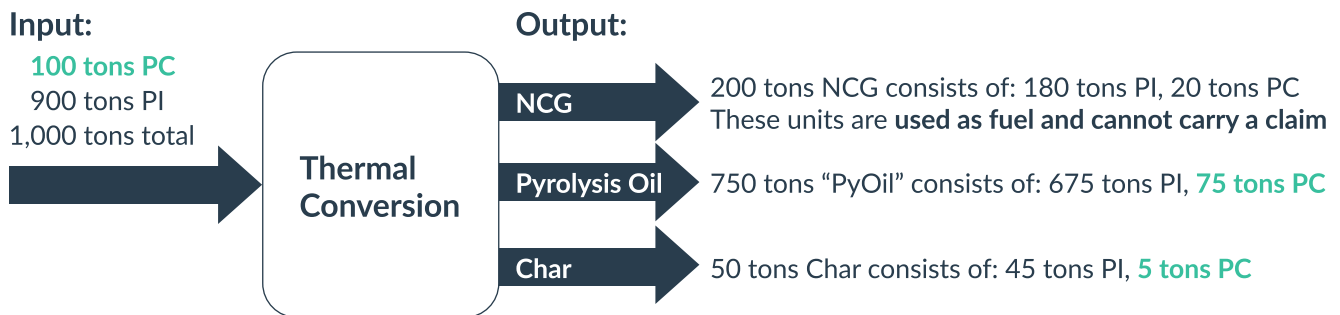 Input:
100 tons PC
900 tons PI
1,000 tons total
Thermal
Conversion
Output:
NCG
200 tons NCG consists of: 180 tons PI, 20 tons PC
These units are used as fuel and cannot carry a claim
Pyrolysis Oil
750 tons “PyOil” consists of: 675 tons PI, 75 tons PC
Char
50 tons Char consists of: 45 tons PI, 5 tons PC